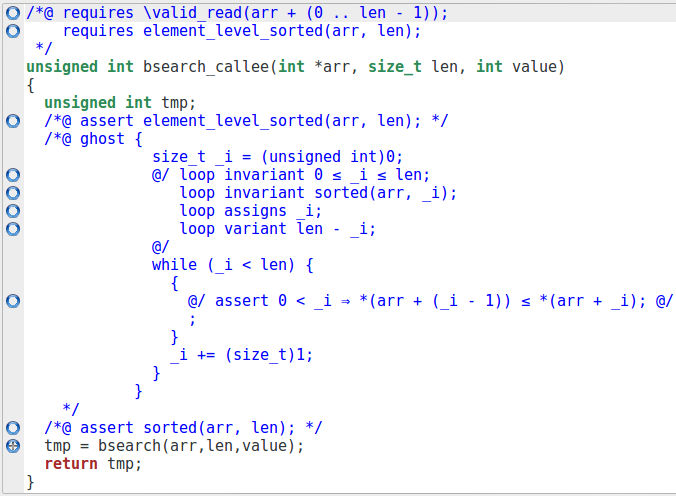 /*@ requires \valid_read(arr + (0 .. len - 1));
    requires element_level_sorted(arr, len);
 */
unsigned int bsearch_callee(int *arr, size_t len, int value)
{
  unsigned int tmp;
  /*@ assert element_level_sorted(arr, len); */
  /*@ ghost {
              size_t _i = (unsigned int)0;
              @/ loop invariant 0 ≤ _i ≤ len;
                 loop invariant sorted(arr, _i);
                 loop assigns _i;
                 loop variant len - _i;
              @/
              while (_i < len) {
                {
                  @/ assert 0 < _i ⇒ *(arr + (_i - 1)) ≤ *(arr + _i); @/
                  ;
                }
                _i += (size_t)1;
              }
            }
    */
  /*@ assert sorted(arr, len); */
  tmp = bsearch(arr,len,value);
  return tmp;
}